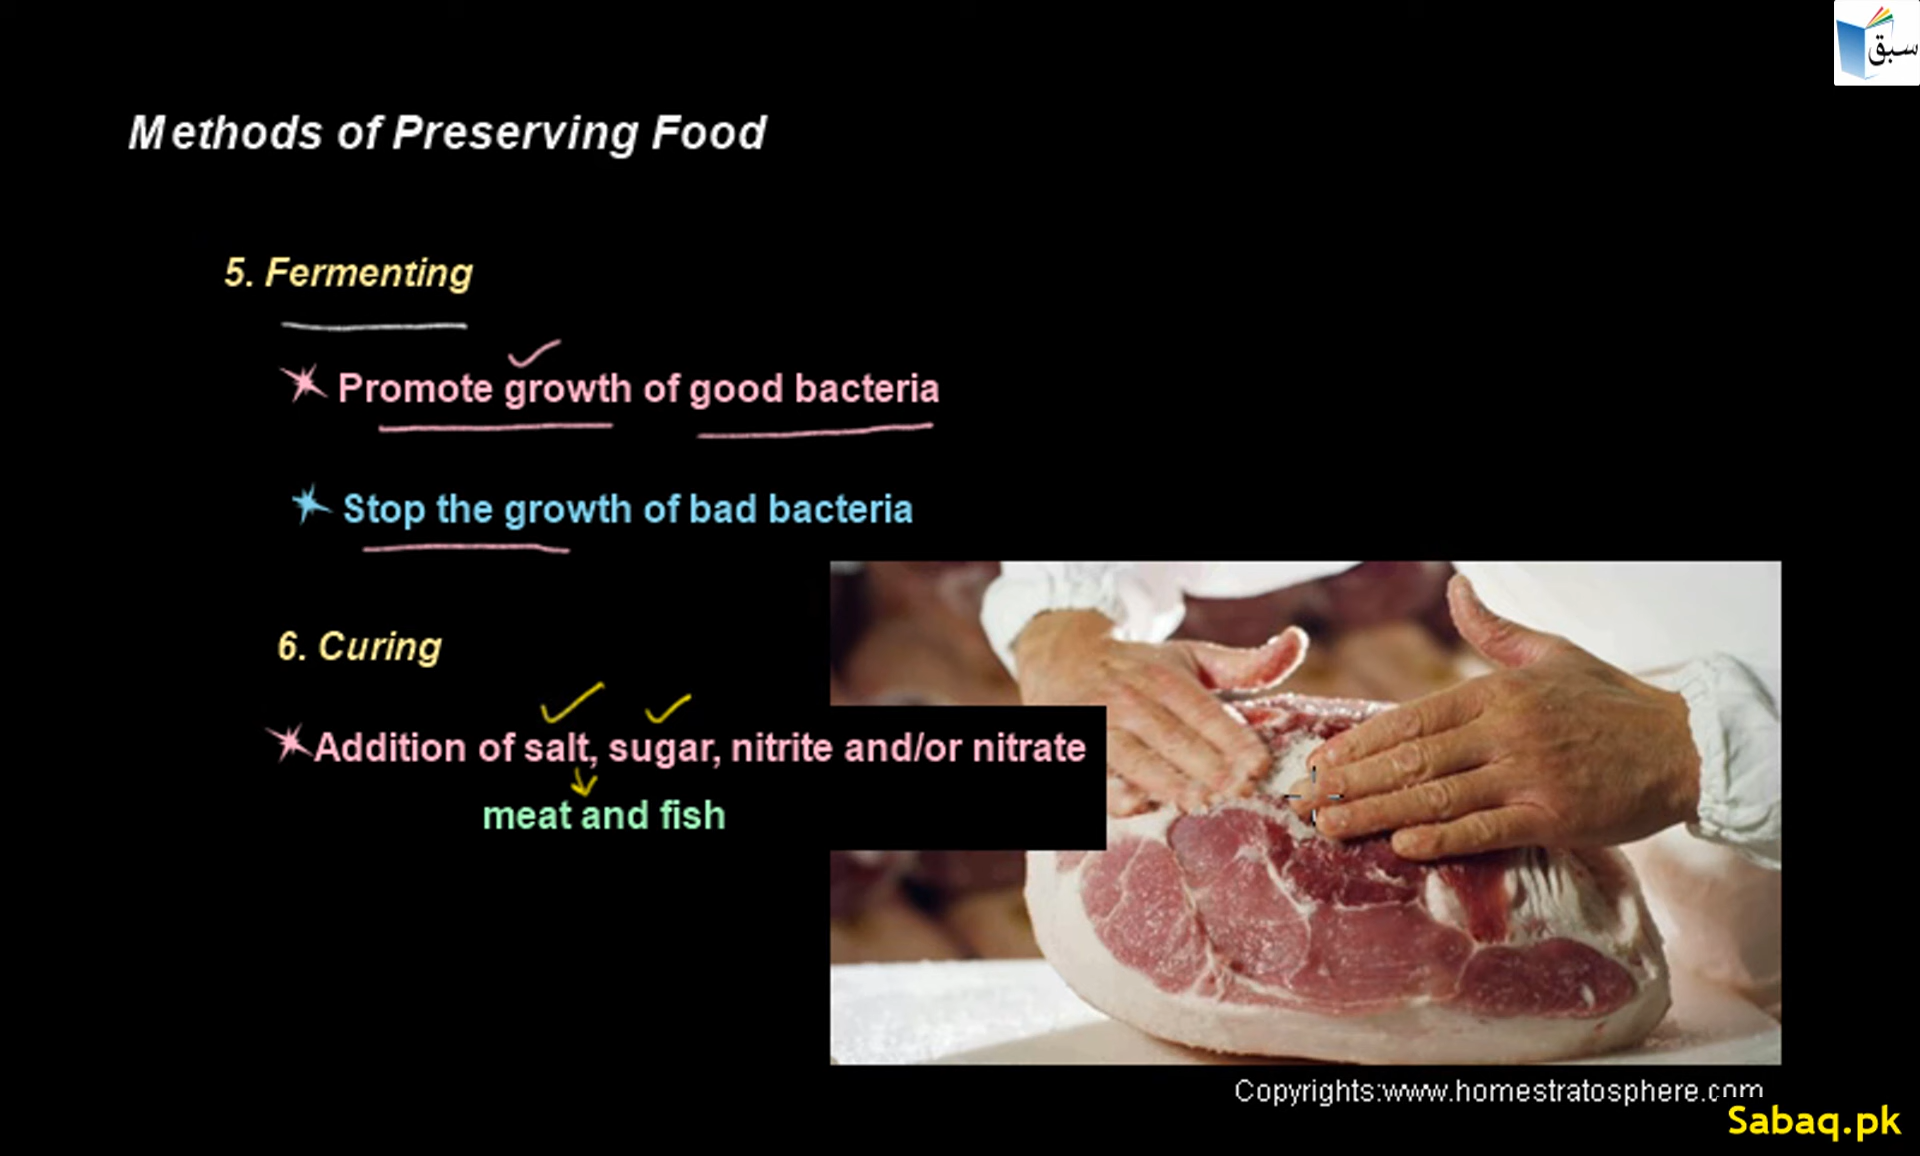 سبق
Methods of Preserving Food
5. Fermenting
Promote growth of good bacteria
Stop the growth of bad bacteria
6. Curing
Addition of salt, sugar, nitrite and/or nitrate
meat and fish
Copyrights:www.homestratosphere.com
Sabaq.pk